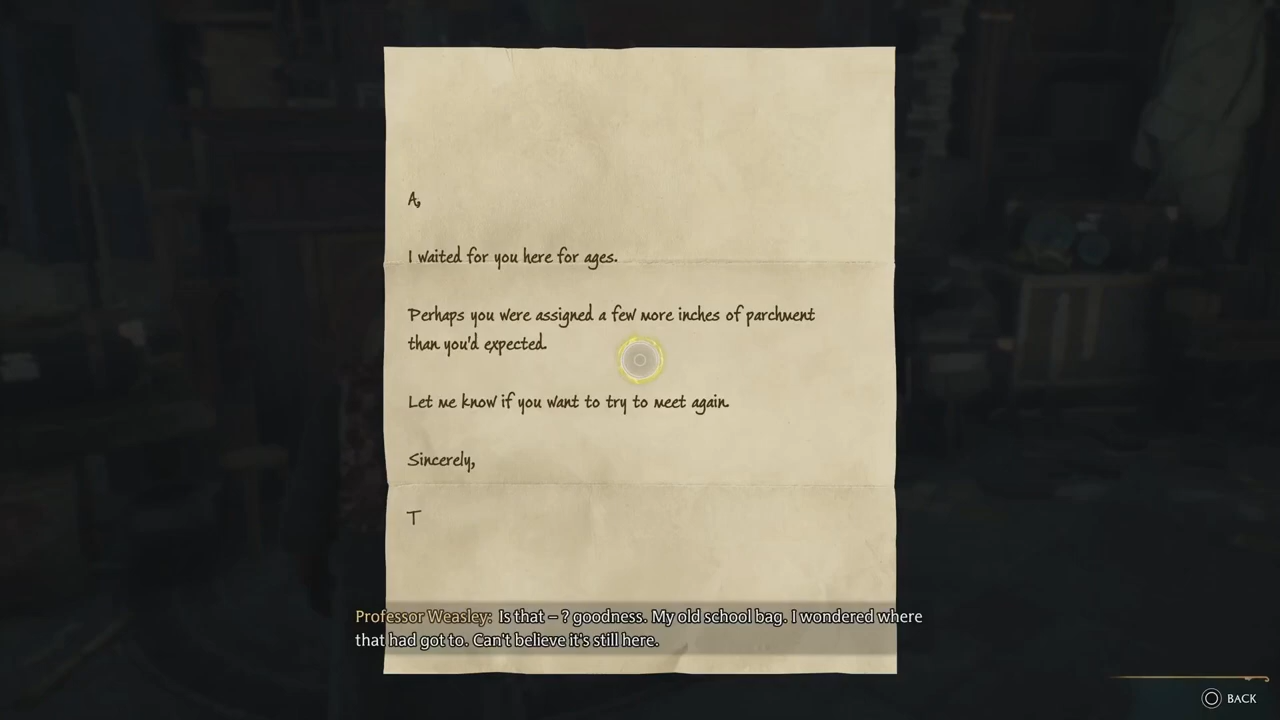 A,
I waited for you here for ages.
Perhaps you were assigned a few more inches of parchment
than you'd expected.
Let me know if you want to try to meet again.
Sincerely,
T
Professor Weasley: Is that – ? goodness. My old school bag. I wondered where
that had got to. Can't believe it's still here.
BACK